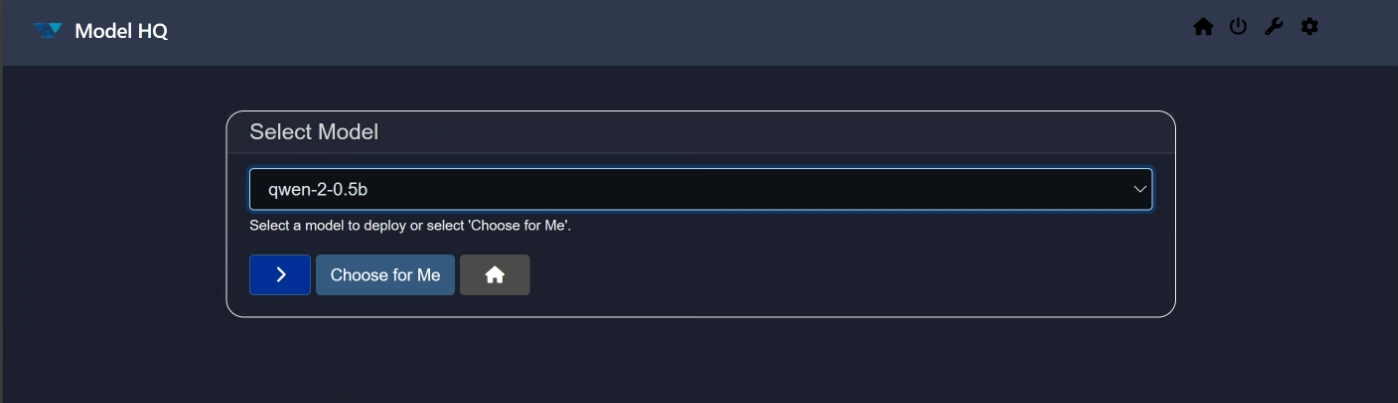 Model HQ
Select Model
qwen-2-0.5b
Select a model to deploy or select 'Choose for Me'.
Choose for Me